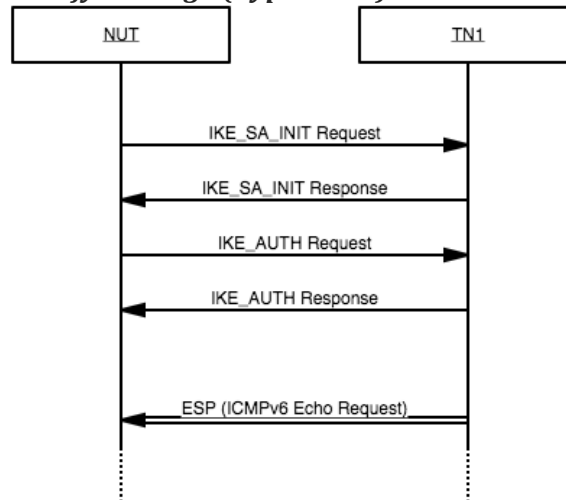 NUT
TN1
IKE_SA_INIT Request
IKE_SA_INIT Response
IKE_AUTH Request
IKE_AUTH Response
ESP (ICMPv6 Echo Request)